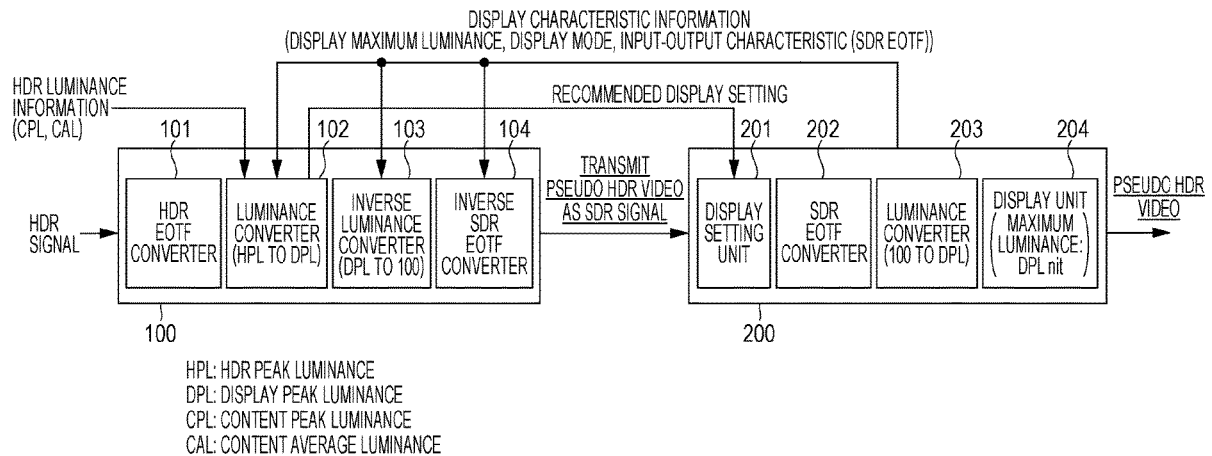 DISPLAY CHARACTERISTIC INFORMATION
(DISPLAY MAXIMUM LUMINANCE, DISPLAY MODE, INPUT-OUTPUT CHARACTERISTIC (SDR EOTF))
HDR LUMINANCE
INFORMATION
(CPL, CAL)
RECOMMENDED DISPLAY SETTING
101
102
103
104
201
202
203
204
HDR
SIGNAL
HDR
EOTF
CONVERTER
LUMINANCE
CONVERTER
(HPL TO DPL)
INVERSE
LUMINANCE
CONVERTER
(DPL TO 100)
INVERSE
SDR
EOTF
CONVERTER
TRANSMIT
PSEUDO HDR VIDEO
AS SDR SIGNAL
DISPLAY
SETTING
UNIT
SDR
EOTF
CONVERTER
LUMINANCE
CONVERTER
(100 TO DPL)
DISPLAY UNIT
(MAXIMUM
LUMINANCE:
DPL nit)
PSEUDO HDR
VIDEO
100
200
HPL: HDR PEAK LUMINANCE
DPL: DISPLAY PEAK LUMINANCE
CPL: CONTENT PEAK LUMINANCE
CAL: CONTENT AVERAGE LUMINANCE